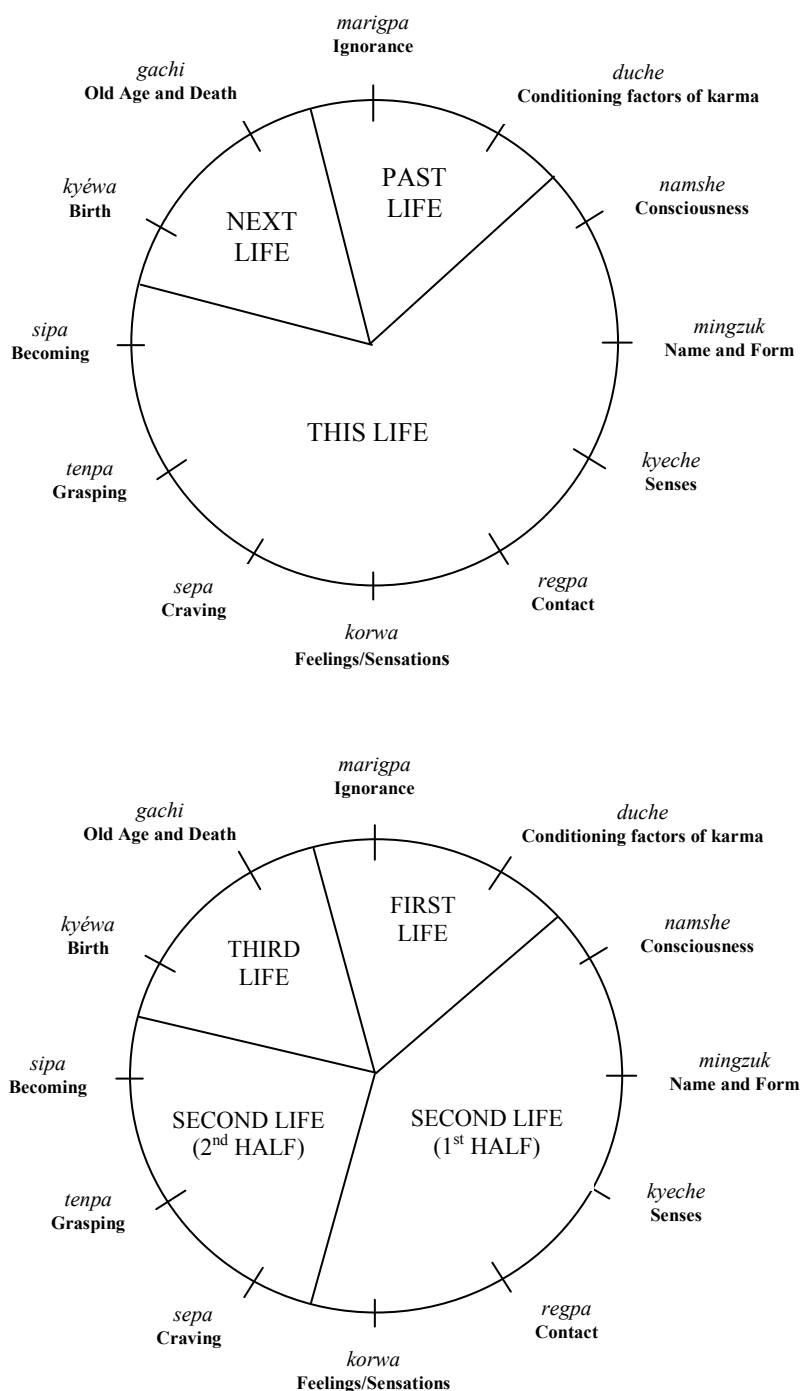 marigpa
Ignorance
gachi
Old Age and Death
duche
Conditioning factors of karma
PAST
LIFE
namshe
Consciousness
kyéwa
Birth
NEXT
LIFE
sipa
Becoming
mingzuk
Name and Form
THIS LIFE
tenpa
Grasping
kyeche
Senses
sepa
Craving
regpa
Contact
korwa
Feelings/Sensations
marigpa
Ignorance
gachi
Old Age and Death
duche
Conditioning factors of karma
FIRST
LIFE
kyéwa
Birth
THIRD
LIFE
namshe
Consciousness
sipa
Becoming
mingzuk
Name and Form
SECOND LIFE
(2nd HALF)
SECOND LIFE
(1st HALF)
tenpa
Grasping
kyeche
Senses
sepa
Craving
regpa
Contact
korwa
Feelings/Sensations